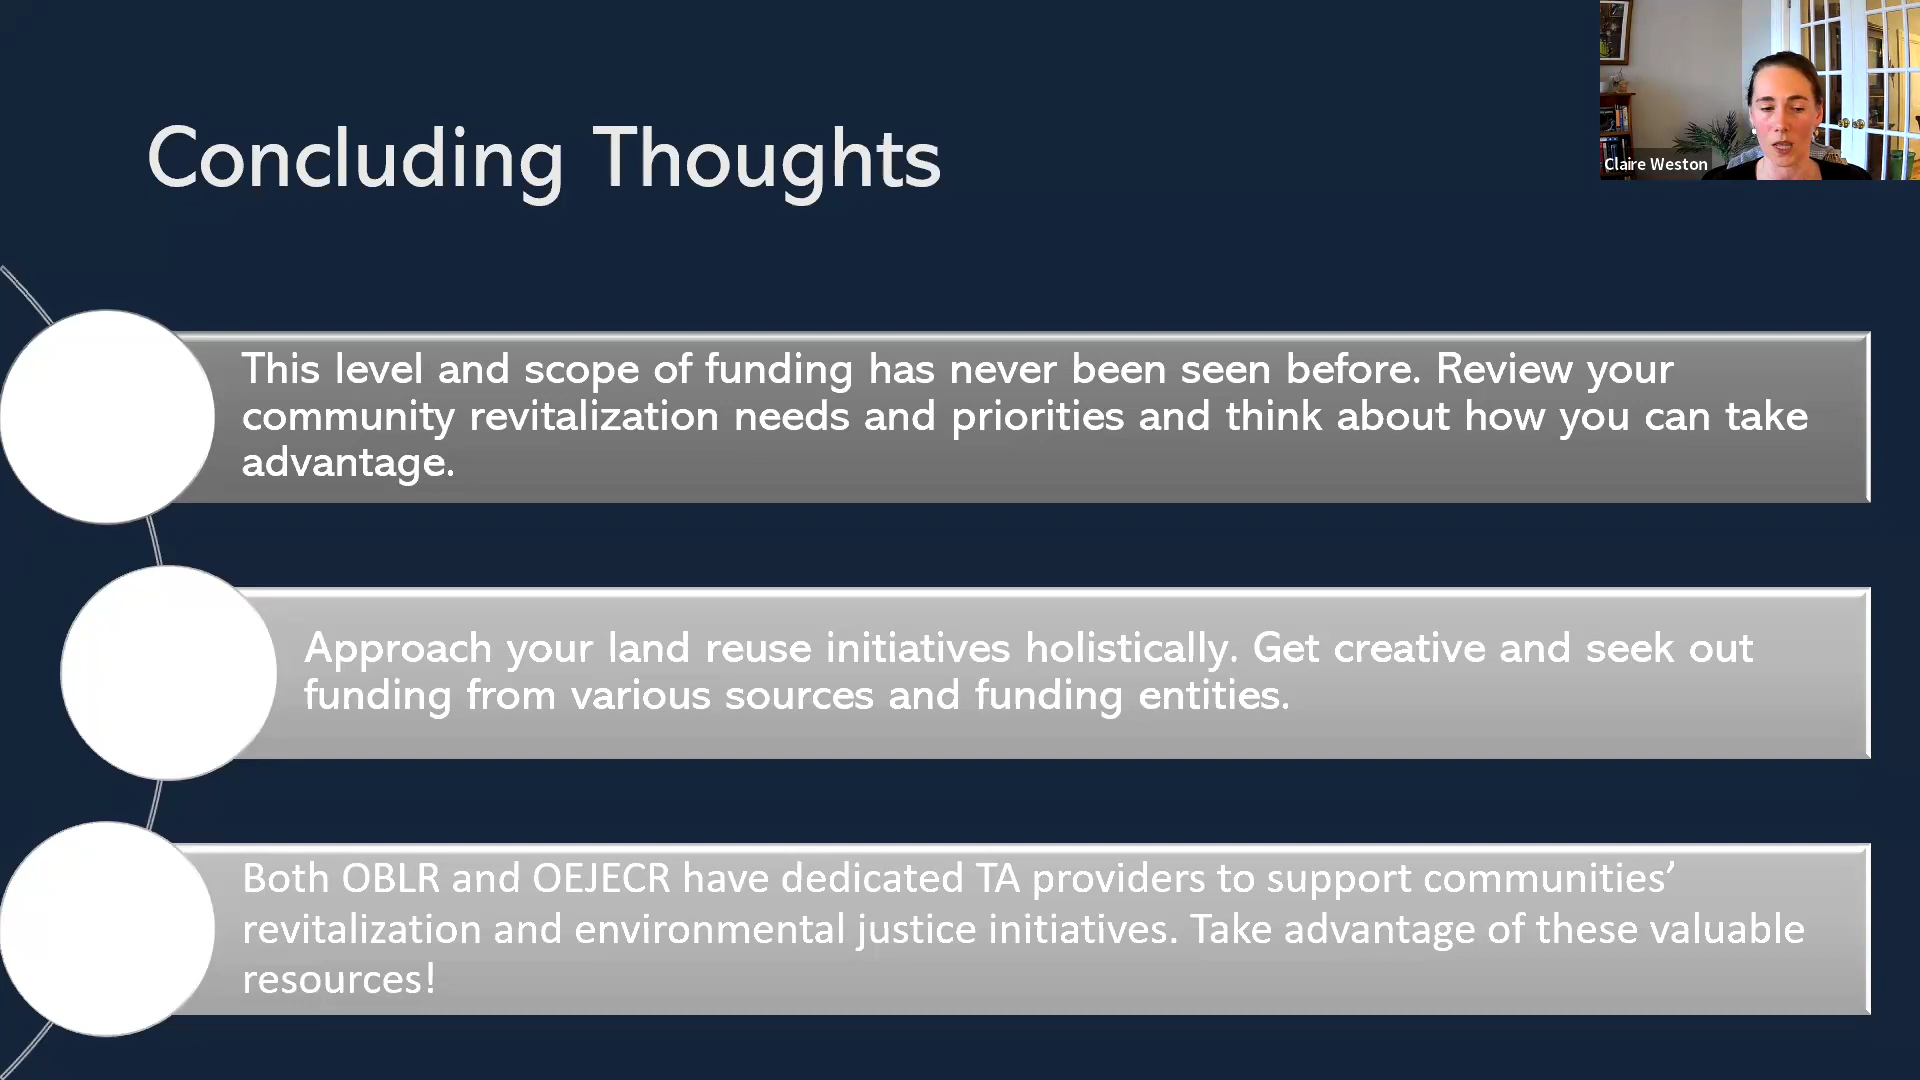 Concluding Thoughts
Claire Weston
This level and scope of funding has never been seen before. Review your
community revitalization needs and priorities and think about how you can take
advantage.
Approach your land reuse initiatives holistically. Get creative and seek out
funding from various sources and funding entities.
Both OBLR and OEJECR have dedicated TA providers to support communities’
revitalization and environmental justice initiatives. Take advantage of these valuable
resources!